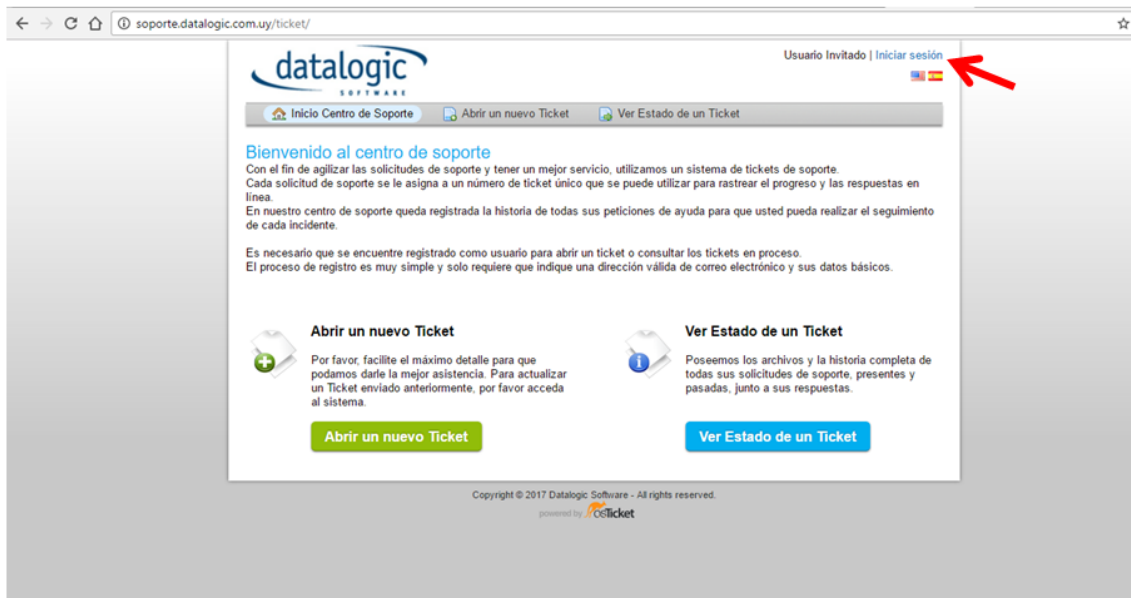 soporte.datalogic.com.uy/ticket/
datalogic
SOFTWARE
Usuario Invitado | Iniciar sesión
Inicio Centro de Soporte
Abrir un nuevo Ticket
Ver Estado de un Ticket
Bienvenido al centro de soporte
Con el fin de agilizar las solicitudes de soporte y tener un mejor servicio, utilizamos un sistema de tickets de soporte.
Cada solicitud de soporte se le asigna a un número de ticket único que se puede utilizar para rastrear el progreso y las respuestas en
línea.
En nuestro centro de soporte queda registrada la historia de todas sus peticiones de ayuda para que usted pueda realizar el seguimiento
de cada incidente.
Es necesario que se encuentre registrado como usuario para abrir un ticket o consultar los tickets en proceso.
El proceso de registro es muy simple y solo requiere que indique una dirección válida de correo electrónico y sus datos básicos.
Abrir un nuevo Ticket
Por favor, facilite el máximo detalle para que
podamos darle la mejor asistencia. Para actualizar
un Ticket enviado anteriormente, por favor acceda
al sistema.
Abrir un nuevo Ticket
Ver Estado de un Ticket
Poseemos los archivos y la historia completa de
todas sus solicitudes de soporte, presentes y
pasadas, junto a sus respuestas.
Ver Estado de un Ticket
Copyright © 2017 Datalogic Software - All rights reserved.
powered by osTicket